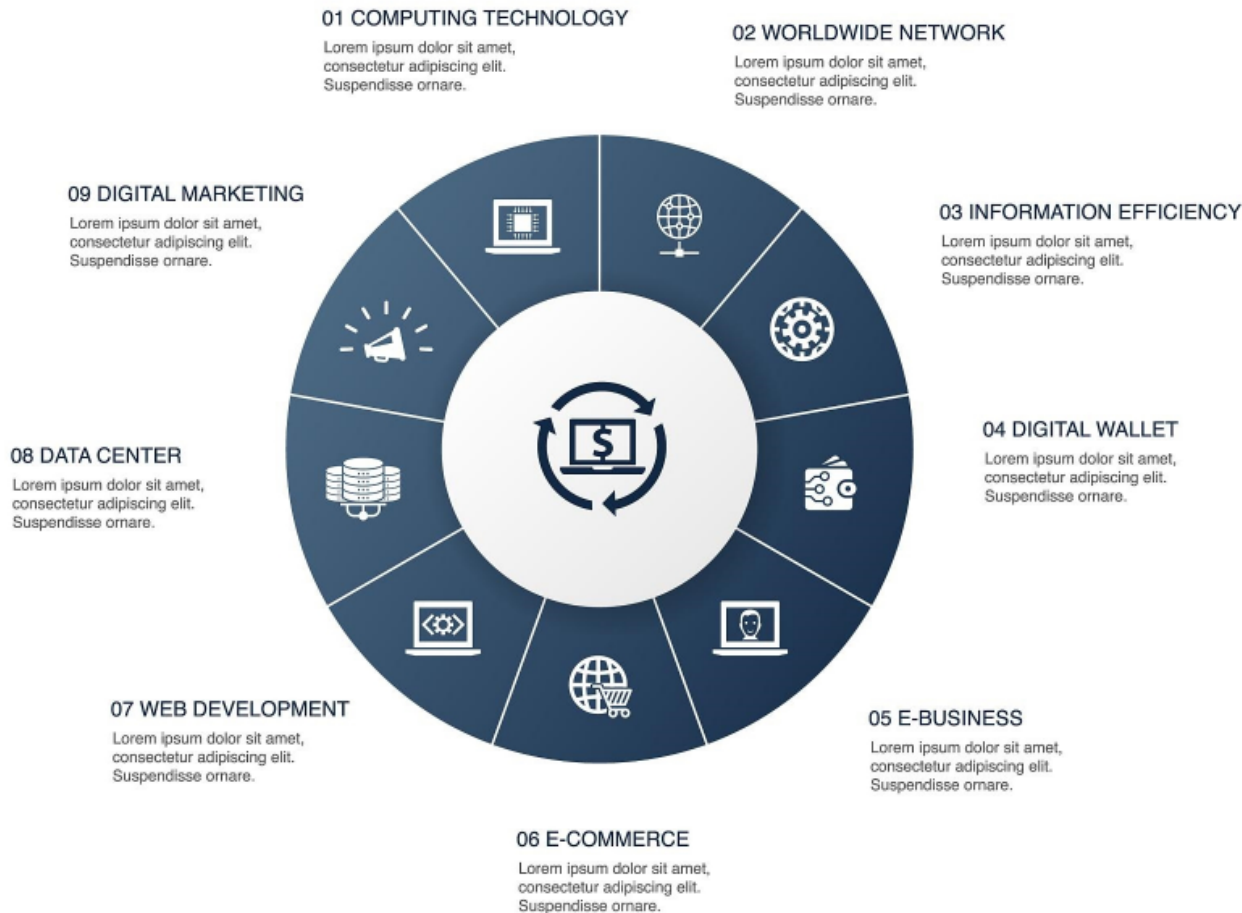 01 COMPUTING TECHNOLOGY
Lorem ipsum dolor sit amet,
consectetur adipiscing elit.
Suspendisse ornare.
02 WORLDWIDE NETWORK
Lorem ipsum dolor sit amet,
consectetur adipiscing elit.
Suspendisse ornare.
03 INFORMATION EFFICIENCY
Lorem ipsum dolor sit amet,
consectetur adipiscing elit.
Suspendisse ornare.
04 DIGITAL WALLET
Lorem ipsum dolor sit amet,
consectetur adipiscing elit.
Suspendisse ornare.
05 E-BUSINESS
Lorem ipsum dolor sit amet,
consectetur adipiscing elit.
Suspendisse ornare.
06 E-COMMERCE
Lorem ipsum dolor sit amet,
consectetur adipiscing elit.
Suspendisse ornare.
07 WEB DEVELOPMENT
Lorem ipsum dolor sit amet,
consectetur adipiscing elit.
Suspendisse ornare.
08 DATA CENTER
Lorem ipsum dolor sit amet,
consectetur adipiscing elit.
Suspendisse ornare.
09 DIGITAL MARKETING
Lorem ipsum dolor sit amet,
consectetur adipiscing elit.
Suspendisse ornare.
$